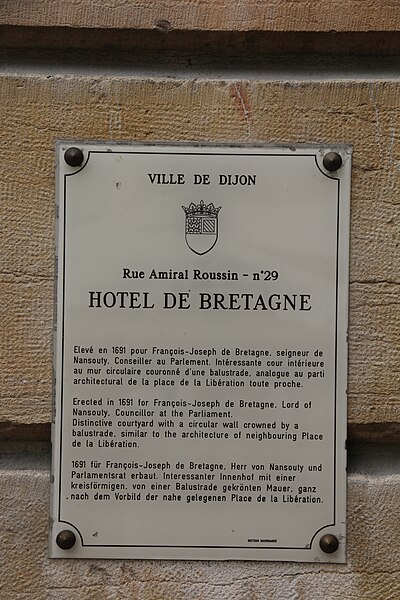 VILLE DE DIJON
Rue Amiral Roussin - n°29
HOTEL DE BRETAGNE
Elevé en 1691 pour François-Joseph de Bretagne, seigneur de
Nansouty, Conseiller au Parlement. Intéressante cour intérieure
au mur circulaire couronné d'une balustrade, analogue au parti
architectural de la place de la Libération toute proche.
Erected in 1691 for François-Joseph de Bretagne, Lord of
Nansouty, Councillor at the Parliament.
Distinctive courtyard with a circular wall crowned by a
balustrade, similar to the architecture of neighbouring Place
de la Libération.
1691 für François-Joseph de Bretagne, Herr von Nansouty und
Parlamentsrat erbaut. Interessanter Innenhof mit einer
kreisförmigen, von einer Balustrade gekrönten Mauer, ganz
nach dem Vorbild der nahe gelegenen Place de la Libération.
SECTEUR SAUVEGARDÉ